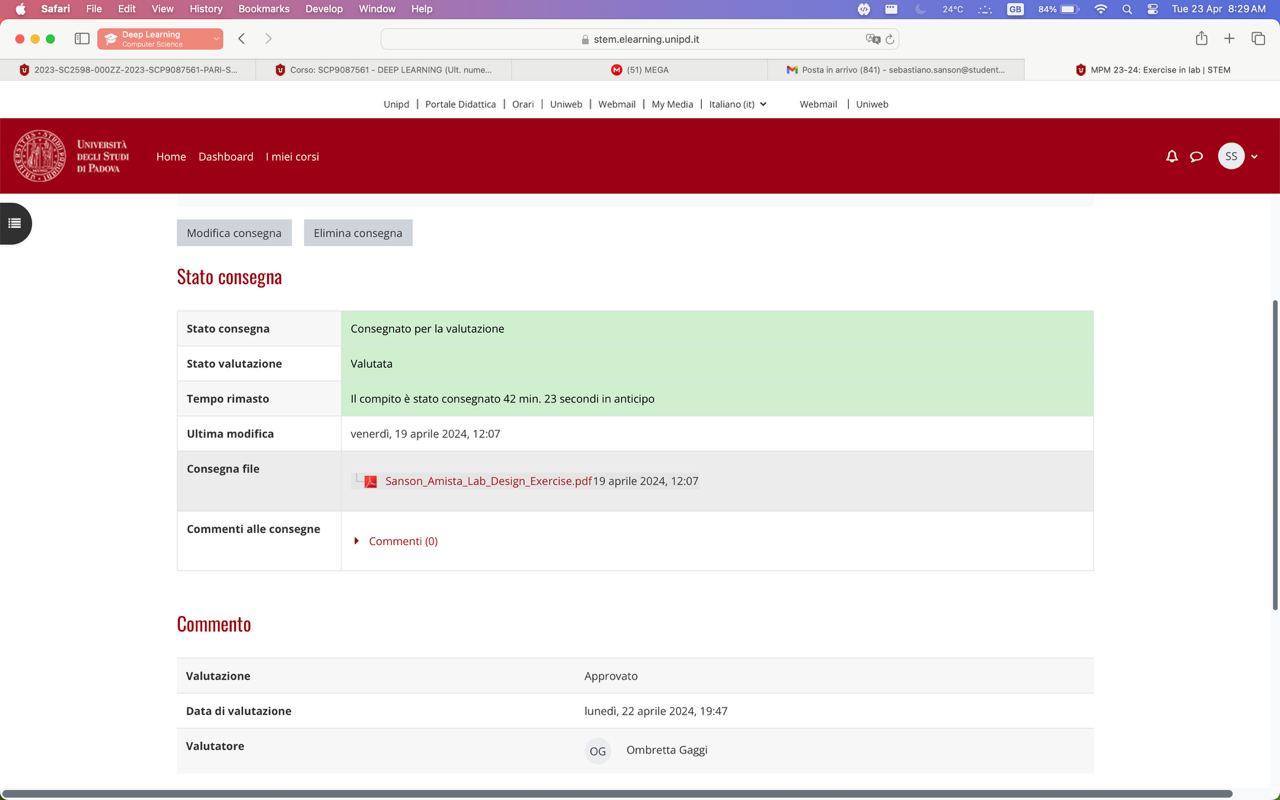 Safari File Edit View History Bookmarks Develop Window Help 24°C GB 84% Tue 23 Apr 8:29 AM
Deep Learning
Computer Science
stem.elearning.unipd.it
2023-SC2598-000ZZ-2023-SCP9087561-PARI-S... Corso: SCP9087561 - DEEP LEARNING (Ult. nume... (51) MEGA Posta in arrivo (841) - sebastiano.sanson@student... MPM 23-24: Exercise in lab | STEM
Unipd | Portale Didattica | Orari | Uniweb | Webmail | My Media | Italiano (it) Webmail | Uniweb
UNIVERSITÀ
DEGLI STUDI
DI PADOVA
Home Dashboard I miei corsi SS
Modifica consegna Elimina consegna
Stato consegna
Stato consegna Consegnato per la valutazione
Stato valutazione Valutata
Tempo rimasto Il compito è stato consegnato 42 min. 23 secondi in anticipo
Ultima modifica venerdì, 19 aprile 2024, 12:07
Consegna file Sanson_Amista_Lab_Design_Exercise.pdf 19 aprile 2024, 12:07
Commenti alle consegne Commenti (0)
Commento
Valutazione Approvato
Data di valutazione lunedì, 22 aprile 2024, 19:47
Valutatore OG Ombretta Gaggi